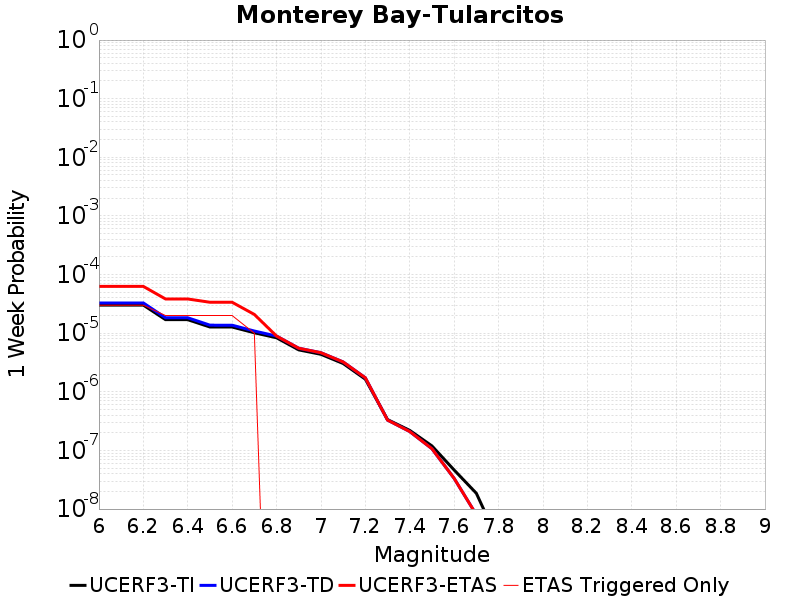 Monterey Bay-Tularcitos
10^0
10^-1
10^-2
10^-3
10^-4
10^-5
10^-6
10^-7
10^-8
1 Week Probability
6 6.2 6.4 6.6 6.8 7 7.2 7.4 7.6 7.8 8 8.2 8.4 8.6 8.8 9
Magnitude
UCERF3-TI UCERF3-TD UCERF3-ETAS ETAS Triggered Only